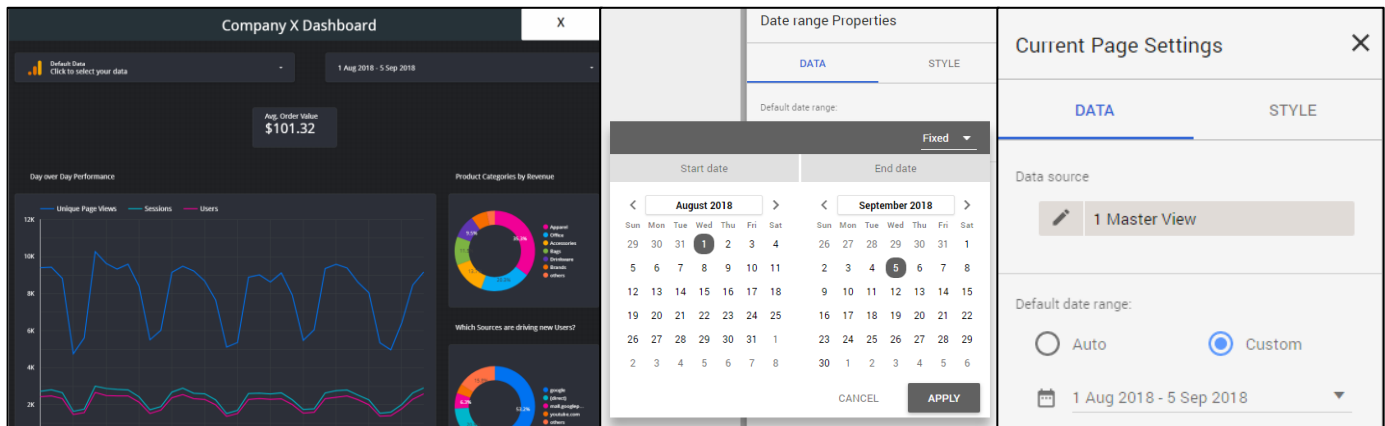 Company X Dashboard
X
Default Data
Click to select your data
1 Aug 2018 - 5 Sep 2018
Avg. Order Value
$101.32
Day over Day Performance
Unique Page Views Sessions Users
12K
10K
8K
6K
4K
2K
Product Categories by Revenue
35.3%
9.5%
Apparel
Office
Accessories
Bags
Drinkware
Brands
others
Which Sources are driving new Users?
53.2%
6.3%
google
(direct)
mail.googlep...
youtube.com
others
Date range Properties
DATA STYLE
Default date range:
Fixed
Start date End date
August 2018
Sun Mon Tue Wed Thu Fri Sat
29 30 31 1 2 3 4
5 6 7 8 9 10 11
12 13 14 15 16 17 18
19 20 21 22 23 24 25
26 27 28 29 30 31 1
2 3 4 5 6 7 8
September 2018
Sun Mon Tue Wed Thu Fri Sat
26 27 28 29 30 31 1
2 3 4 5 6 7 8
9 10 11 12 13 14 15
16 17 18 19 20 21 22
23 24 25 26 27 28 29
30 1 2 3 4 5 6
CANCEL APPLY
Current Page Settings
DATA STYLE
Data source
1 Master View
Default date range:
Auto Custom
1 Aug 2018 - 5 Sep 2018